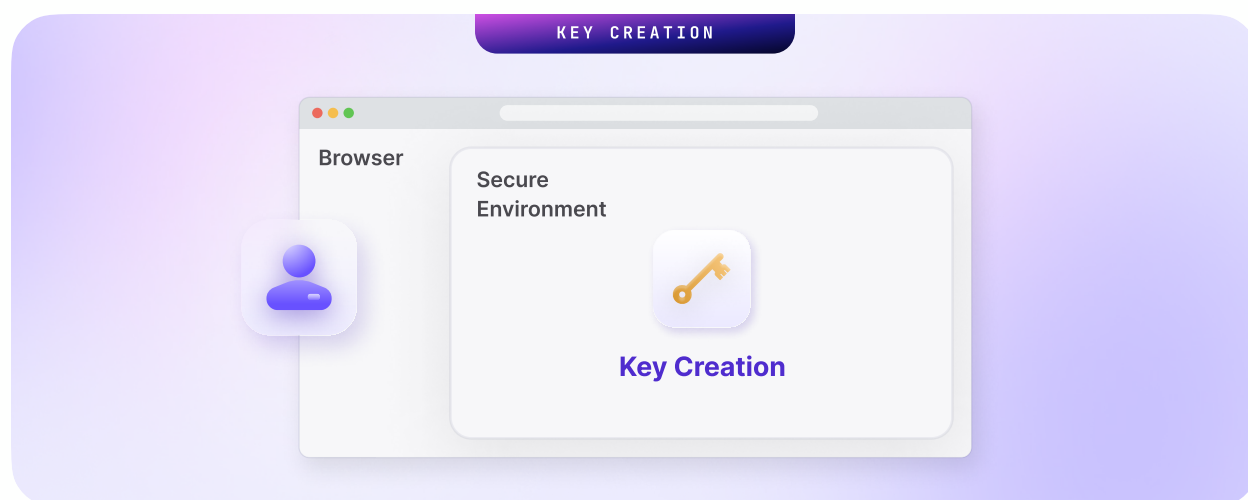 KEY CREATION
Browser
Secure
Environment
Key Creation